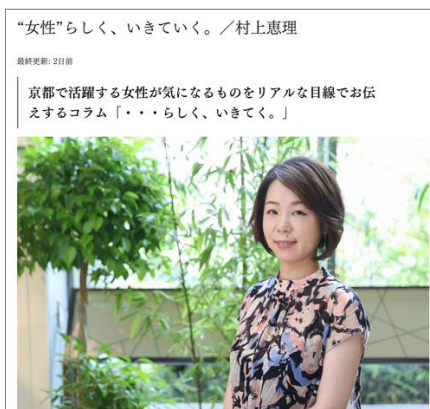 “女性”らしく、いきていく。／村上恵理
最終更新: 2日前
京都で活躍する女性が気になるものをリアルな目線でお伝
えするコラム「・・・らしく、いきてく。」